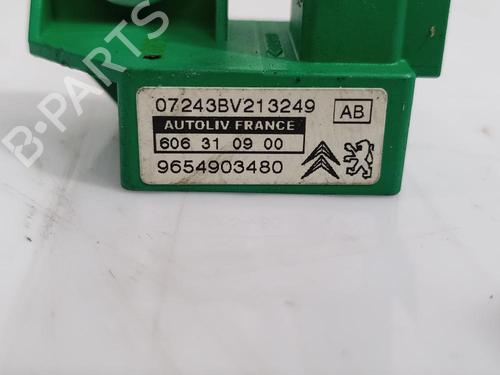 07243BV213249
AB
AUTOLIV FRANCE
606 31 09 00
9654903480
B-PARTS